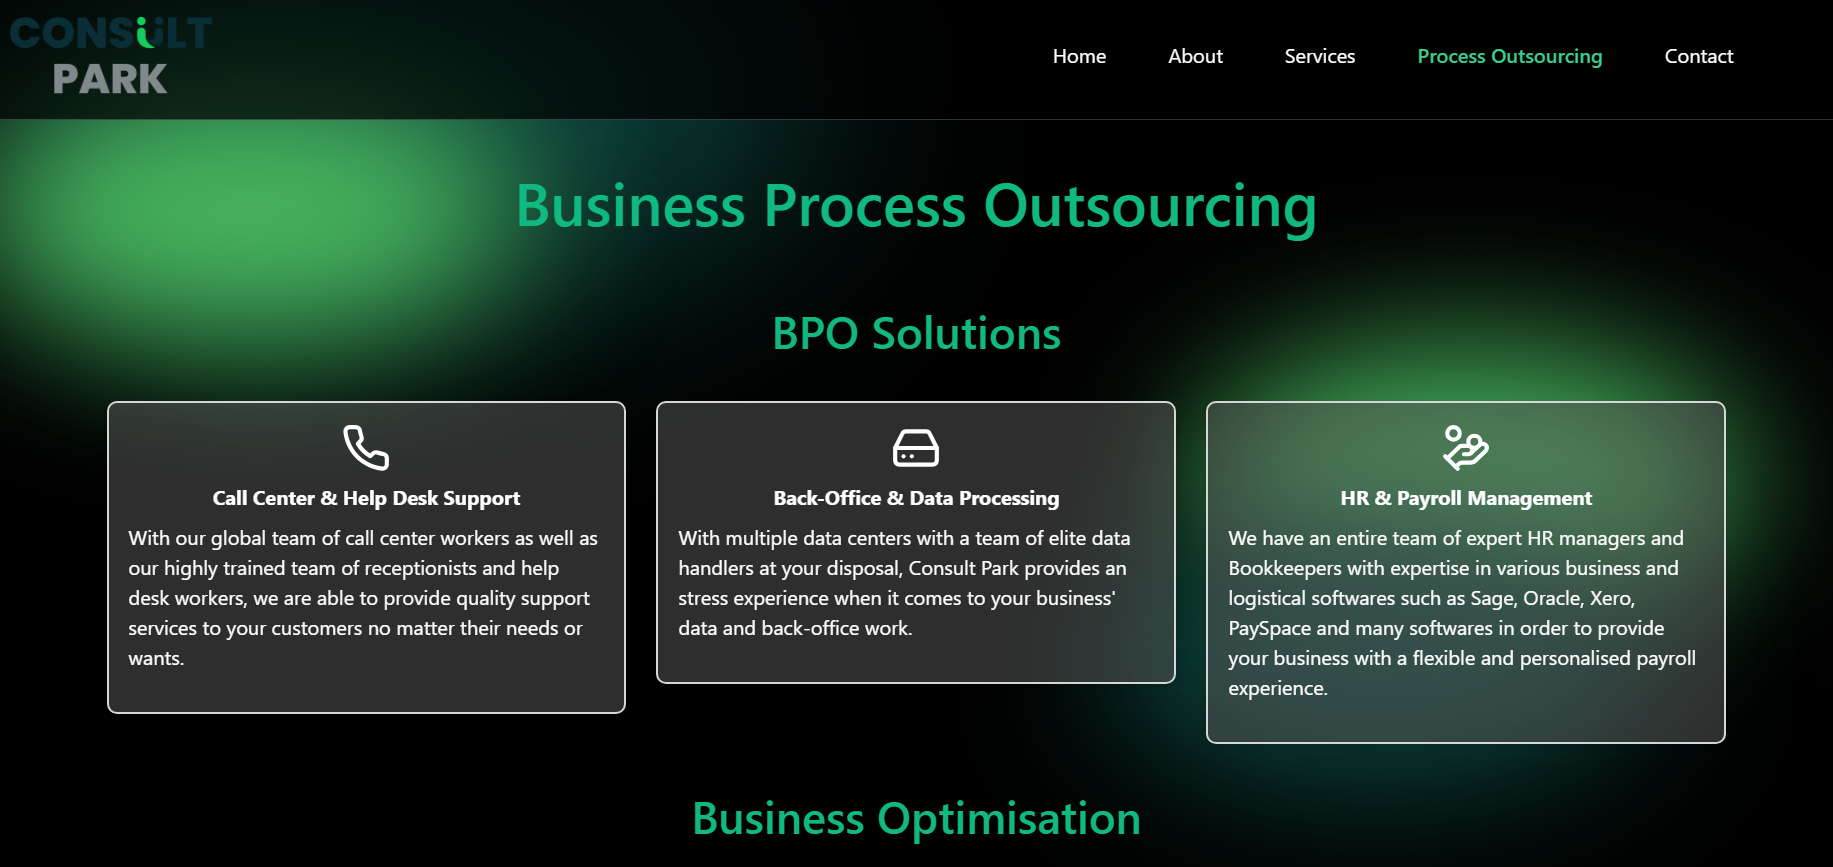 CONSULT
PARK
Home About Services Process Outsourcing Contact
Business Process Outsourcing
BPO Solutions
Call Center & Help Desk Support
With our global team of call center workers as well as
our highly trained team of receptionists and help
desk workers, we are able to provide quality support
services to your customers no matter their needs or
wants.
Back-Office & Data Processing
With multiple data centers with a team of elite data
handlers at your disposal, Consult Park provides an
stress experience when it comes to your business'
data and back-office work.
HR & Payroll Management
We have an entire team of expert HR managers and
Bookkeepers with expertise in various business and
logistical softwares such as Sage, Oracle, Xero,
PaySpace and many softwares in order to provide
your business with a flexible and personalised payroll
experience.
Business Optimisation